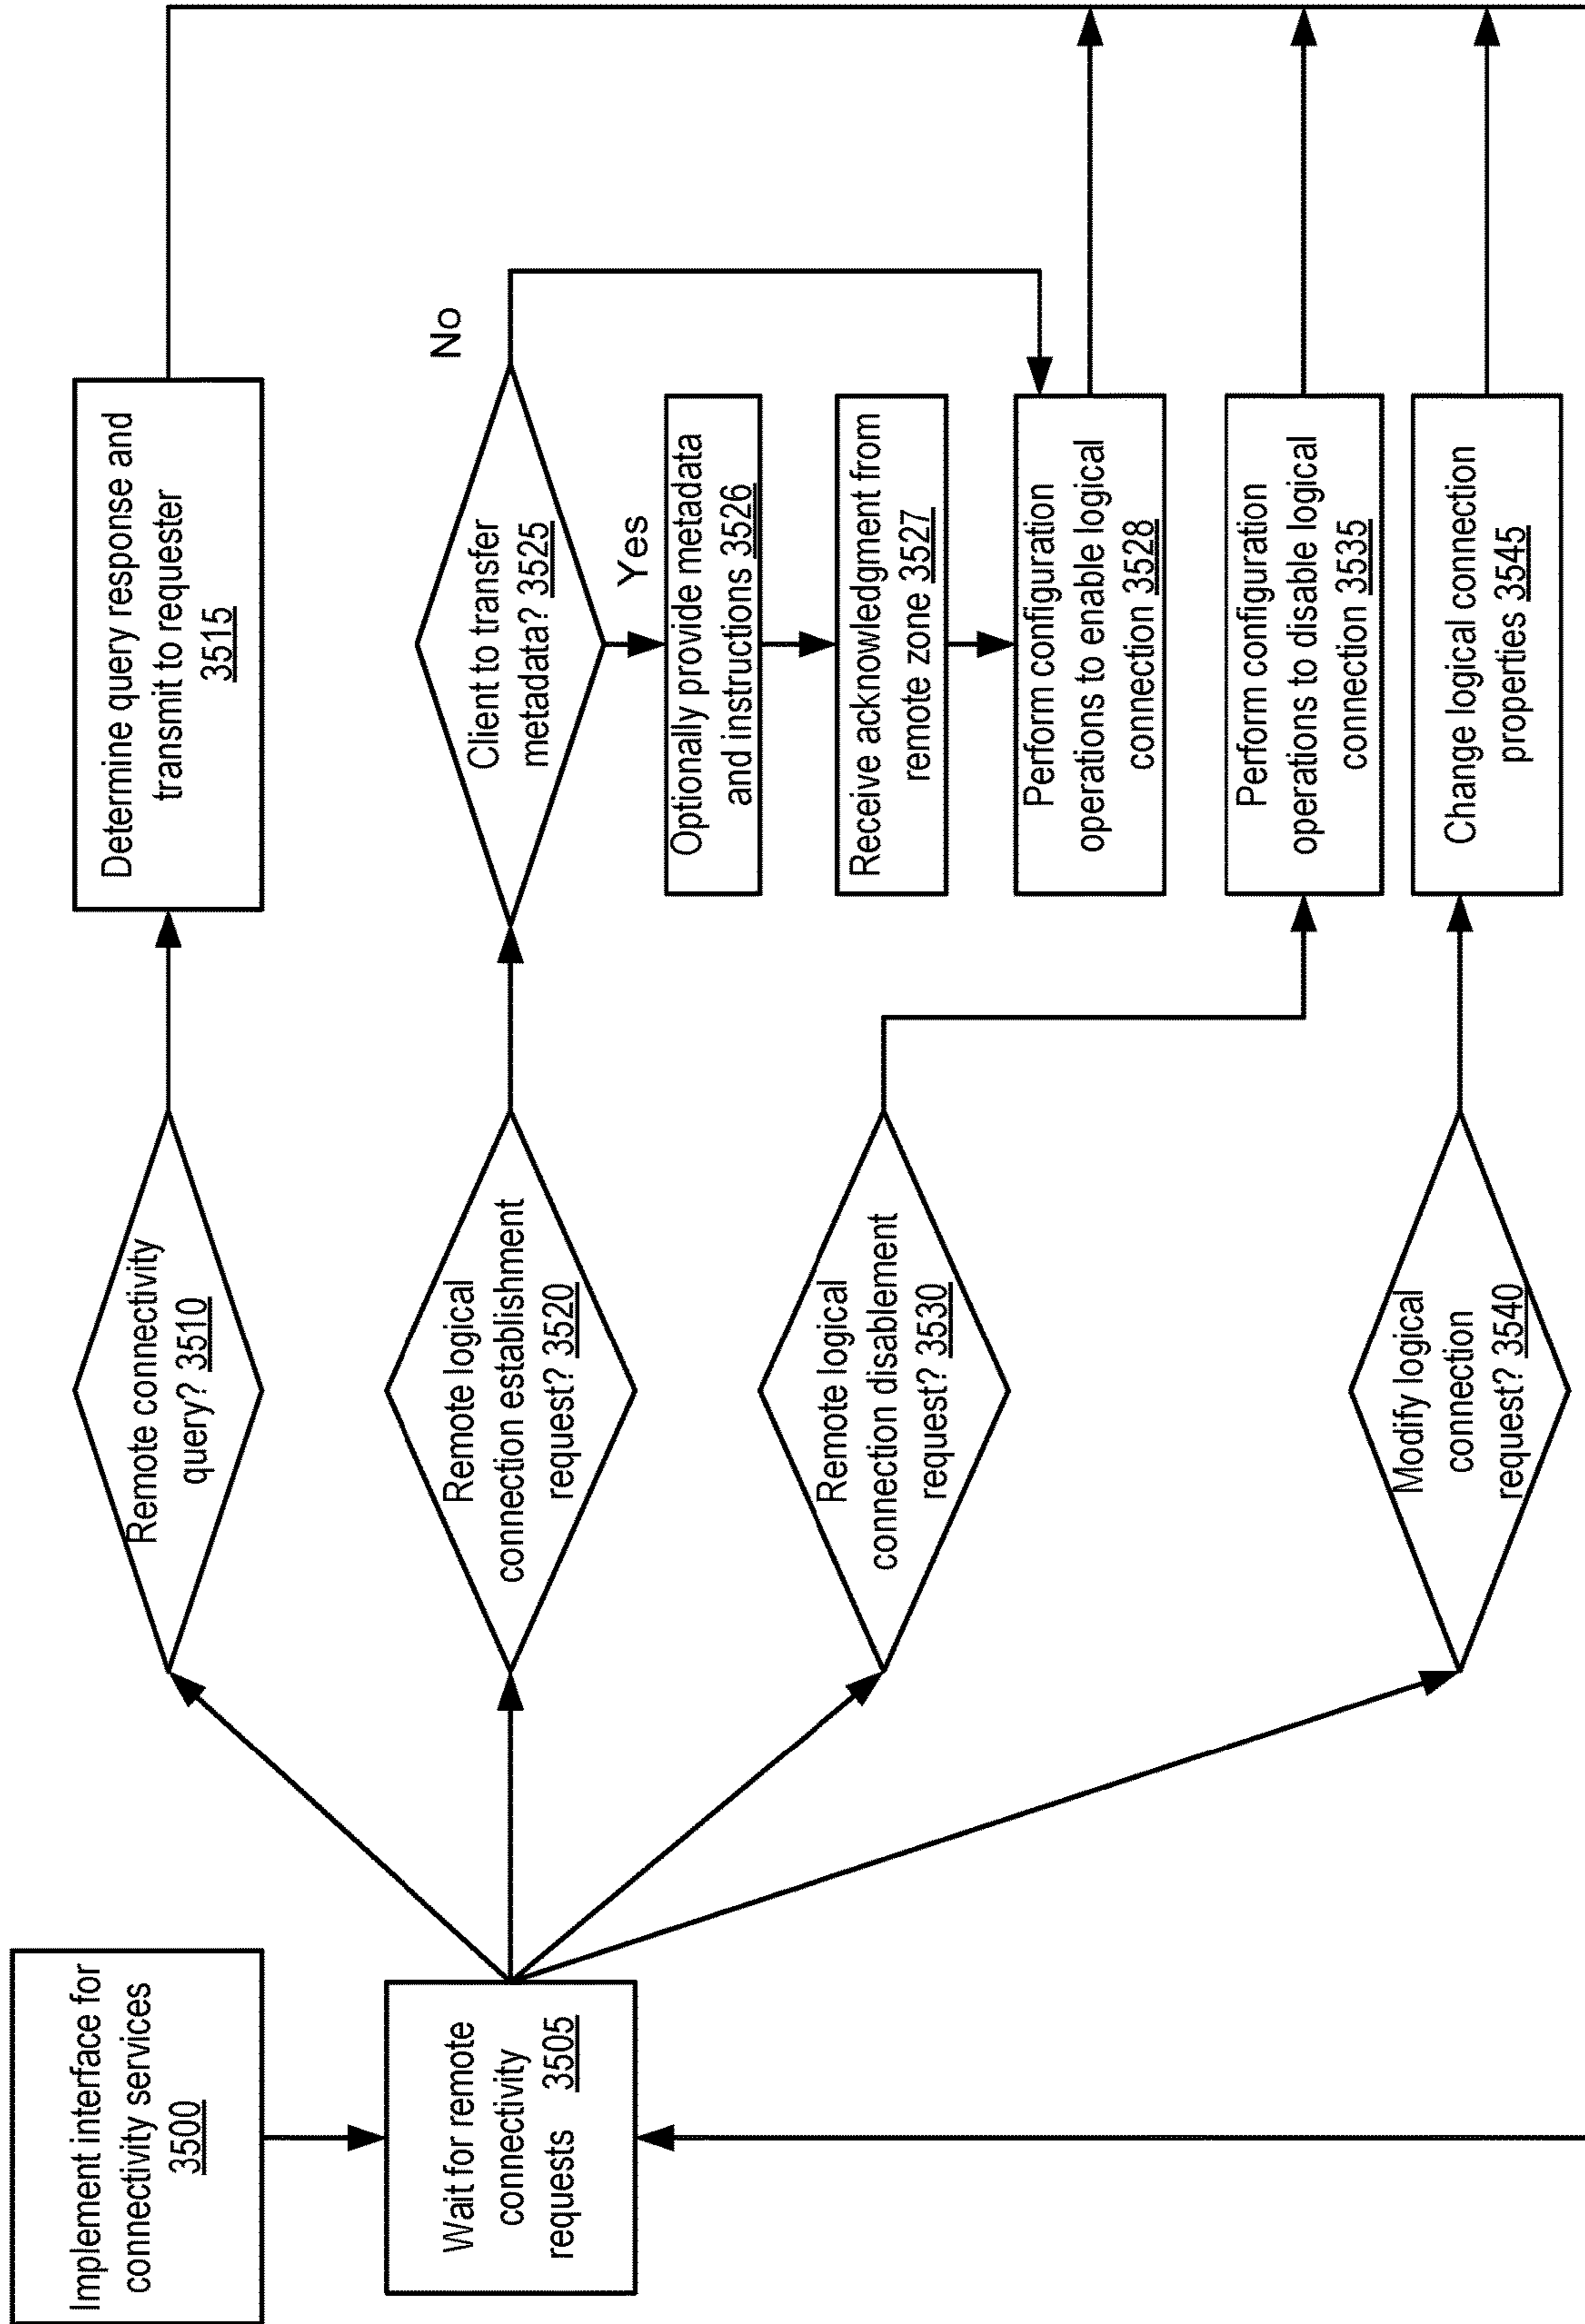 Implement interface for
connectivity services
3500
Wait for remote
connectivity
requests 3505
Remote connectivity
query? 3510
Determine query response and
transmit to requester
3515
Remote logical
connection establishment
request? 3520
Client to transfer
metadata? 3525
No
Yes
Optionally provide metadata
and instructions 3526
Receive acknowledgment from
remote zone 3527
Perform configuration
operations to enable logical
connection 3528
Remote logical
connection disablement
request? 3530
Perform configuration
operations to disable logical
connection 3535
Modify logical
connection
request? 3540
Change logical connection
properties 3545